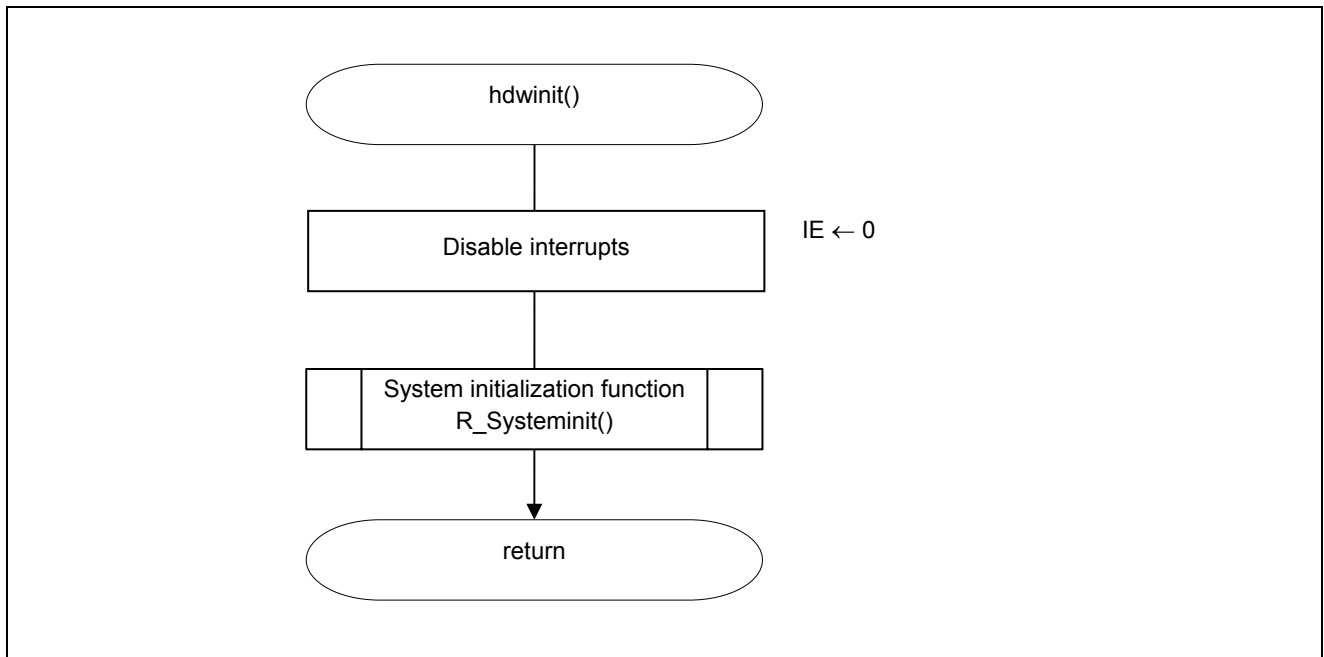 hdwinit()
Disable interrupts
IE ← 0
System initialization function
R_Systeminit()
return